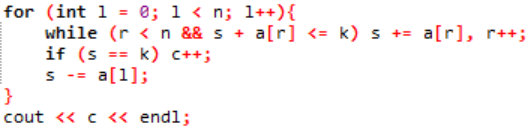 for (int l = 0; l < n; l++){
    while (r < n && s + a[r] <= k) s += a[r], r++;
    if (s == k) c++;
    s -= a[l];
}
cout << c << endl;